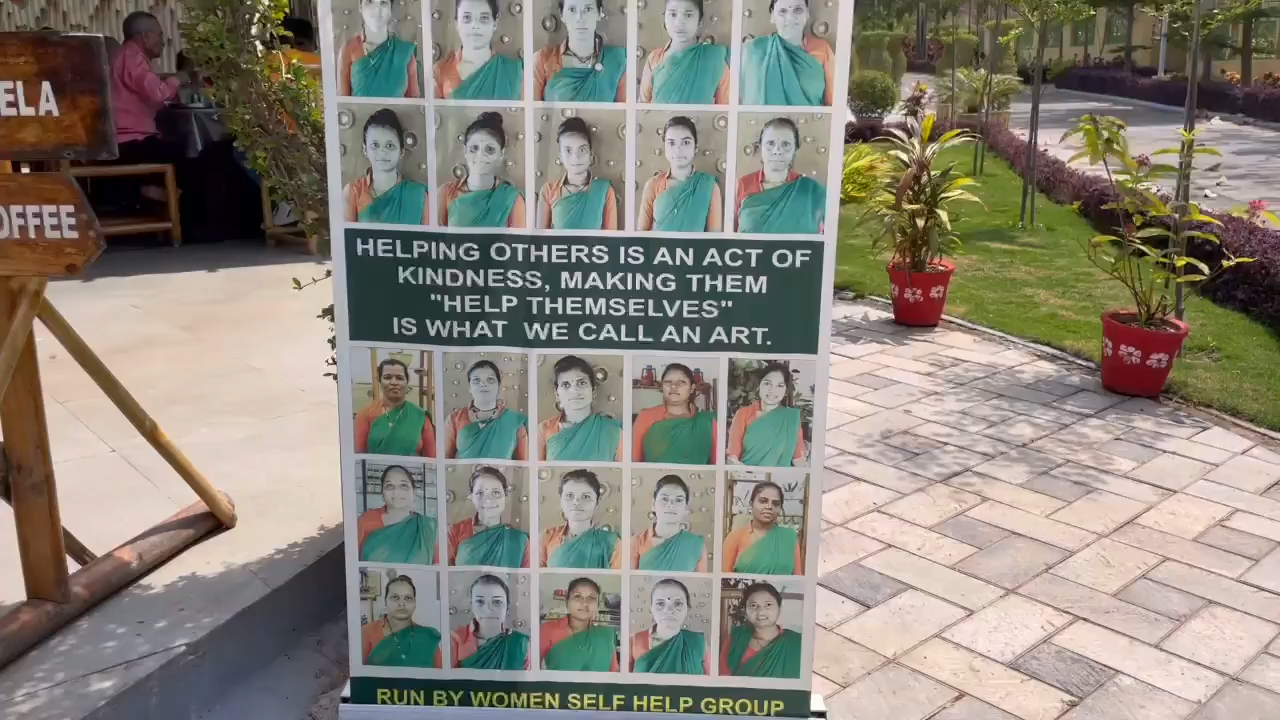 ELA
OFFEE
HELPING OTHERS IS AN ACT OF
KINDNESS, MAKING THEM
"HELP THEMSELVES"
IS WHAT WE CALL AN ART.
RUN BY WOMEN SELF HELP GROUP